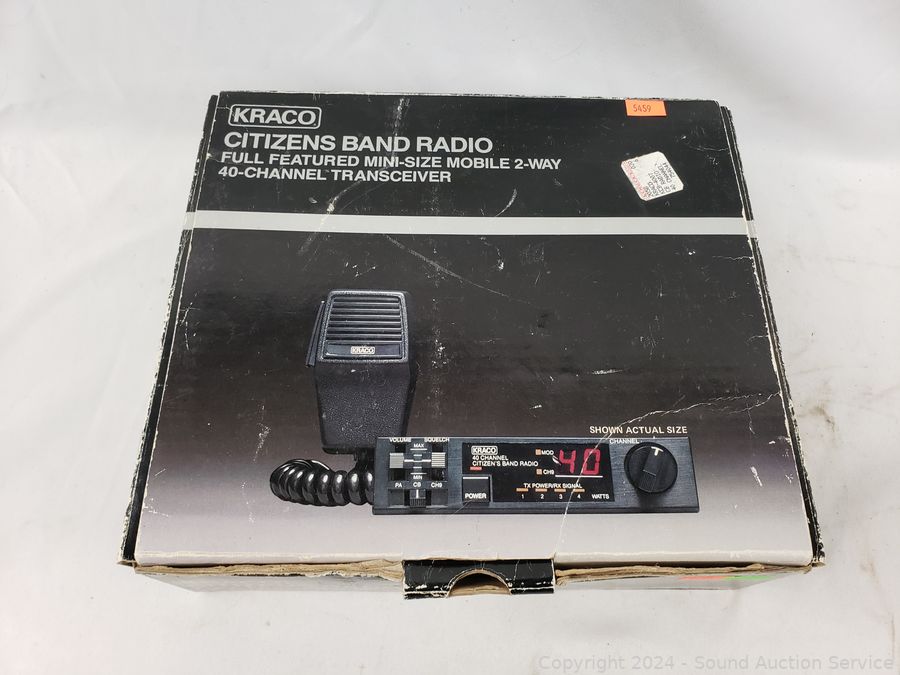 5459
KRACO
CITIZENS BAND RADIO
FULL FEATURED MINI-SIZE MOBILE 2-WAY
40-CHANNEL TRANSCEIVER
KRACO
SHOWN ACTUAL SIZE
VOLUME SQUELCH
MAX
MIN
PA CB CH9
POWER
KRACO
40 CHANNEL
CITIZEN'S BAND RADIO
MOD
CH9
40
TX POWER/RX SIGNAL
1 2 3 4 WATTS
CHANNEL
Copyright 2024 - Sound Auction Service